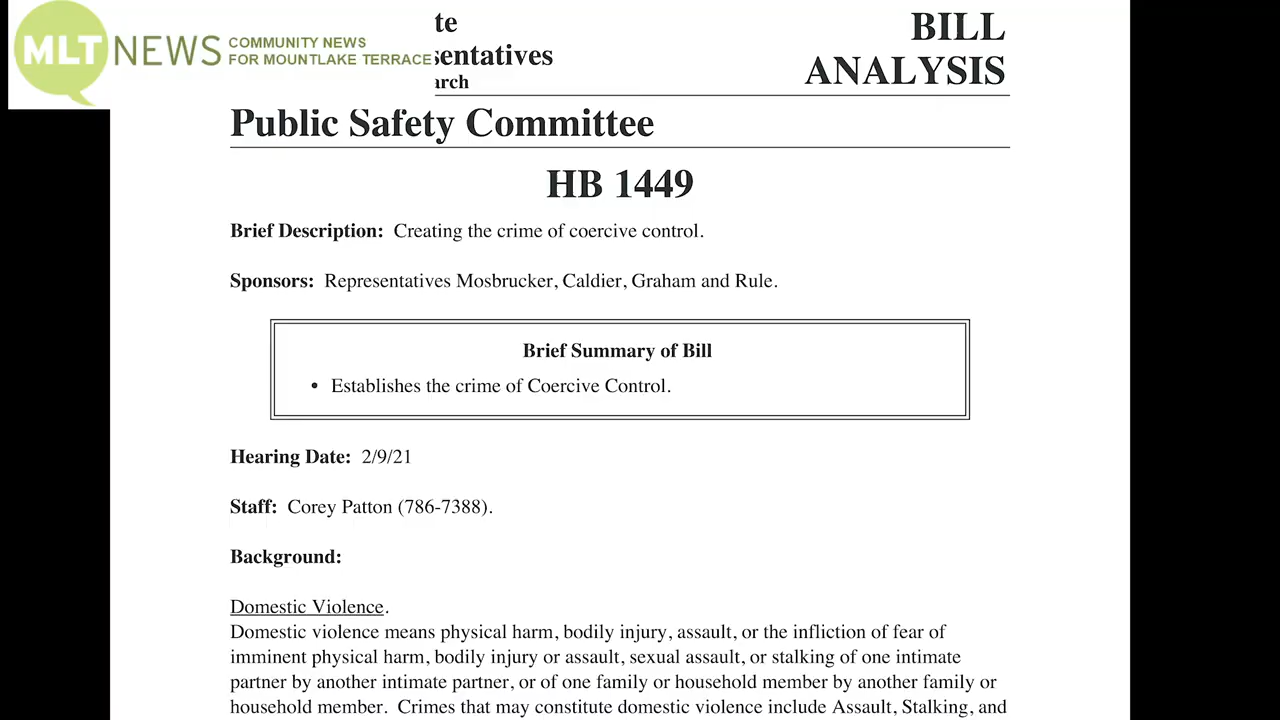 MLT NEWS
COMMUNITY NEWS
FOR MOUNTLAKE TERRACE
te
sentatives
arch
BILL
ANALYSIS
Public Safety Committee
HB 1449
Brief Description: Creating the crime of coercive control.
Sponsors: Representatives Mosbrucker, Caldier, Graham and Rule.
Brief Summary of Bill
• Establishes the crime of Coercive Control.
Hearing Date: 2/9/21
Staff: Corey Patton (786-7388).
Background:
Domestic Violence.
Domestic violence means physical harm, bodily injury, assault, or the infliction of fear of
imminent physical harm, bodily injury or assault, sexual assault, or stalking of one intimate
partner by another intimate partner, or of one family or household member by another family or
household member. Crimes that may constitute domestic violence include Assault, Stalking, and